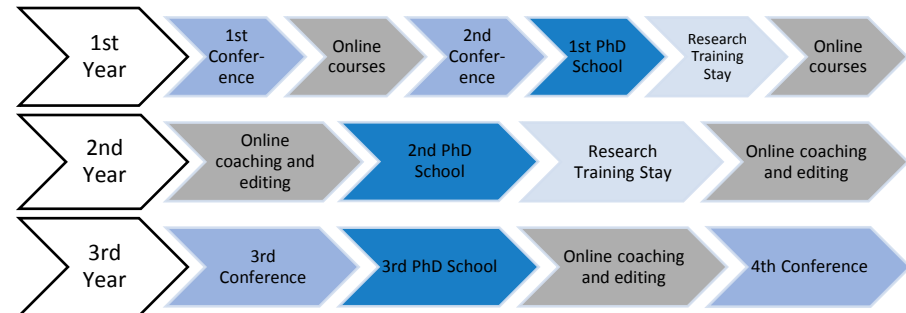 1st
Year
1st
Confer-
ence
Online
courses
2nd
Confer-
ence
1st PhD
School
Research
Training
Stay
Online
courses
2nd
Year
Online
coaching and
editing
2nd PhD
School
Research
Training Stay
Online coaching
and editing
3rd
Year
3rd
Conference
3rd PhD School
Online coaching
and editing
4th Conference